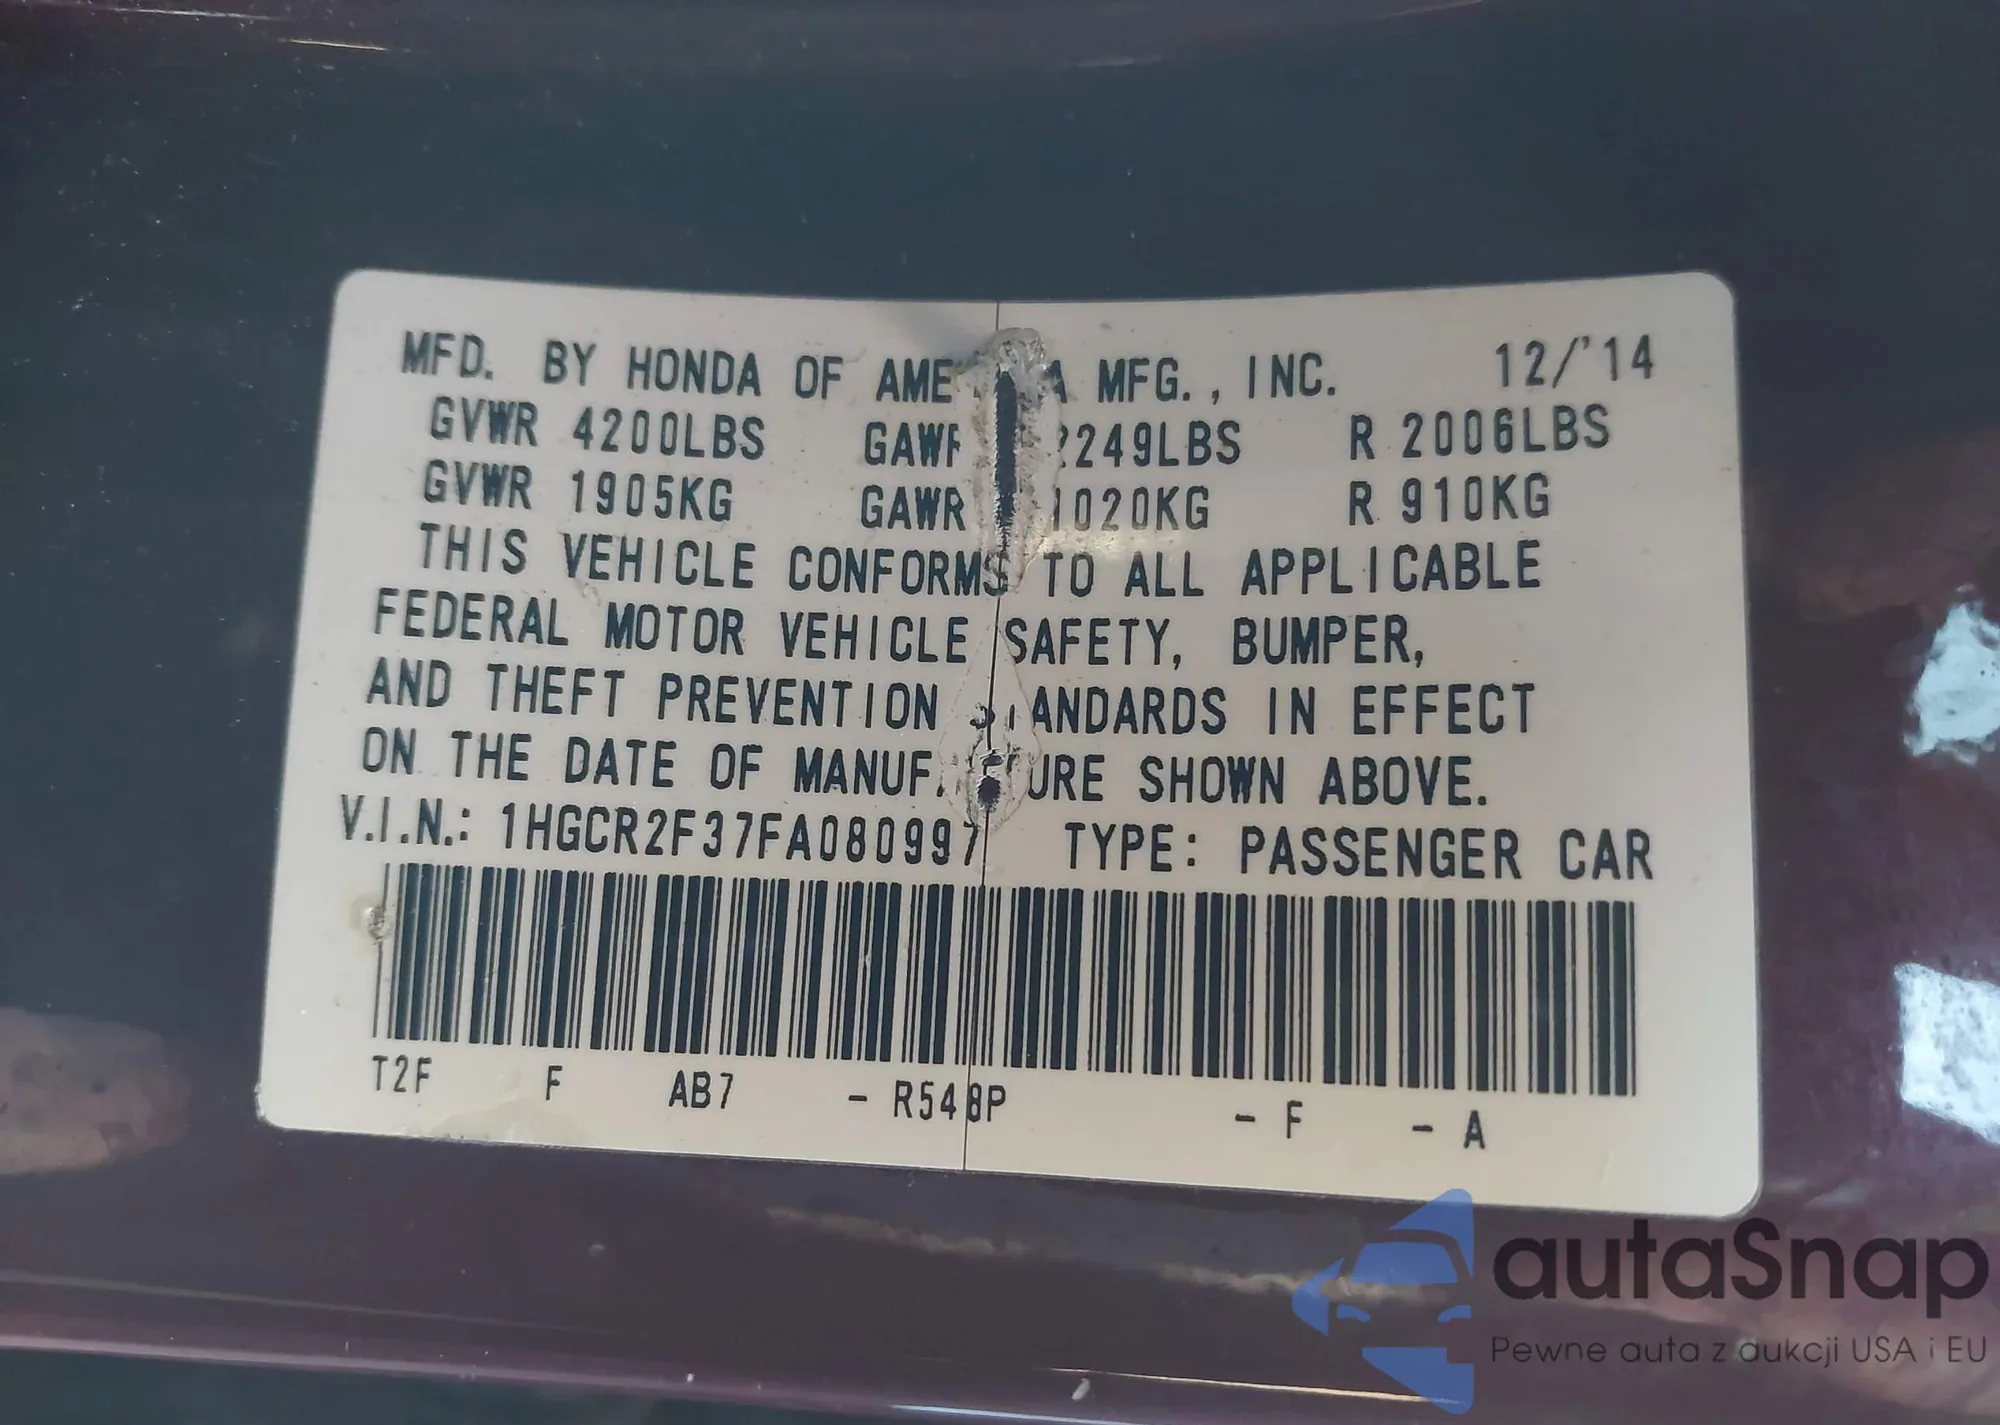 MFD. BY HONDA OF AME A MFG., INC. 12/'14
GVWR 4200LBS GAWR 2249LBS R 2006LBS
GVWR 1905KG GAWR 1020KG R 910KG
THIS VEHICLE CONFORMS TO ALL APPLICABLE
FEDERAL MOTOR VEHICLE SAFETY, BUMPER,
AND THEFT PREVENTION STANDARDS IN EFFECT
ON THE DATE OF MANUF URE SHOWN ABOVE.
V.I.N.: 1HGCR2F37FA080997 TYPE: PASSENGER CAR
T2F F AB7 - R548P - F - A
autaSnap
Pewne auta z aukcji USA i EU